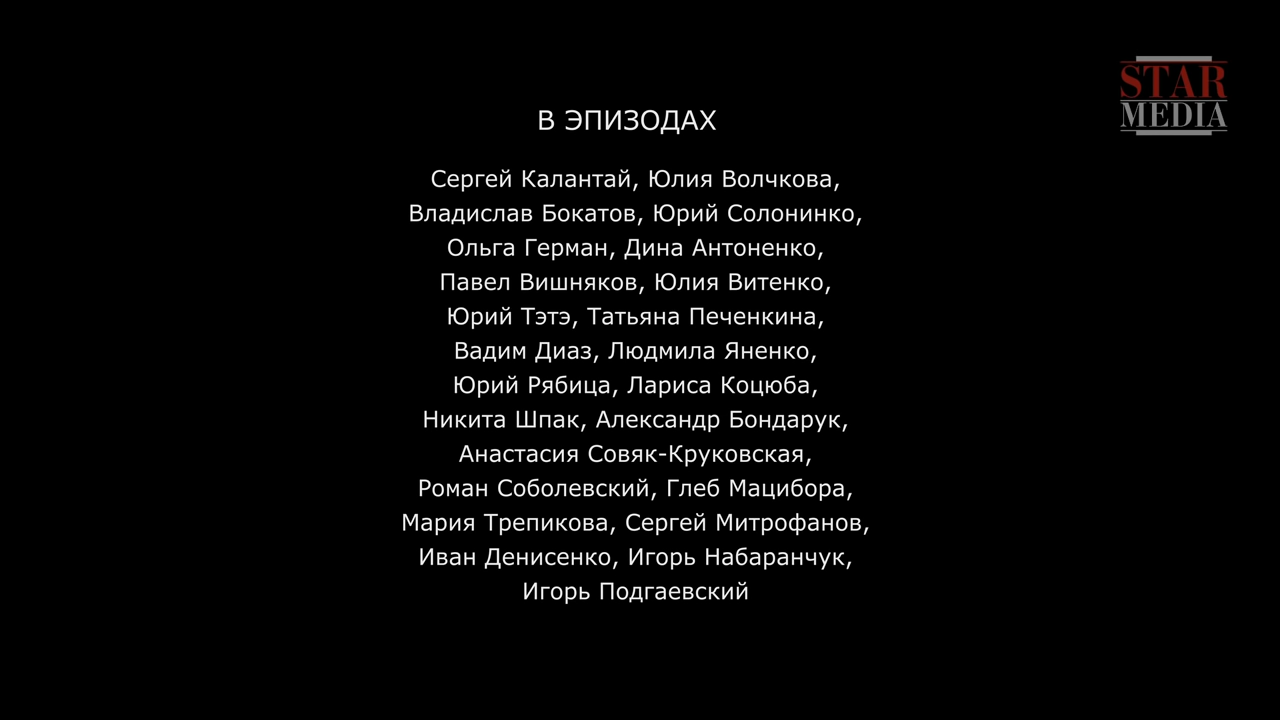 STAR
MEDIA
В ЭПИЗОДАХ
Сергей Калантай, Юлия Волчкова,
Владислав Бокатов, Юрий Солонинко,
Ольга Герман, Дина Антоненко,
Павел Вишняков, Юлия Витенко,
Юрий Тэтэ, Татьяна Печенкина,
Вадим Диаз, Людмила Яненко,
Юрий Рябица, Лариса Коцюба,
Никита Шпак, Александр Бондарук,
Анастасия Совяк-Круковская,
Роман Соболевский, Глеб Мацибора,
Мария Трепикова, Сергей Митрофанов,
Иван Денисенко, Игорь Набаранчук,
Игорь Подгаевский